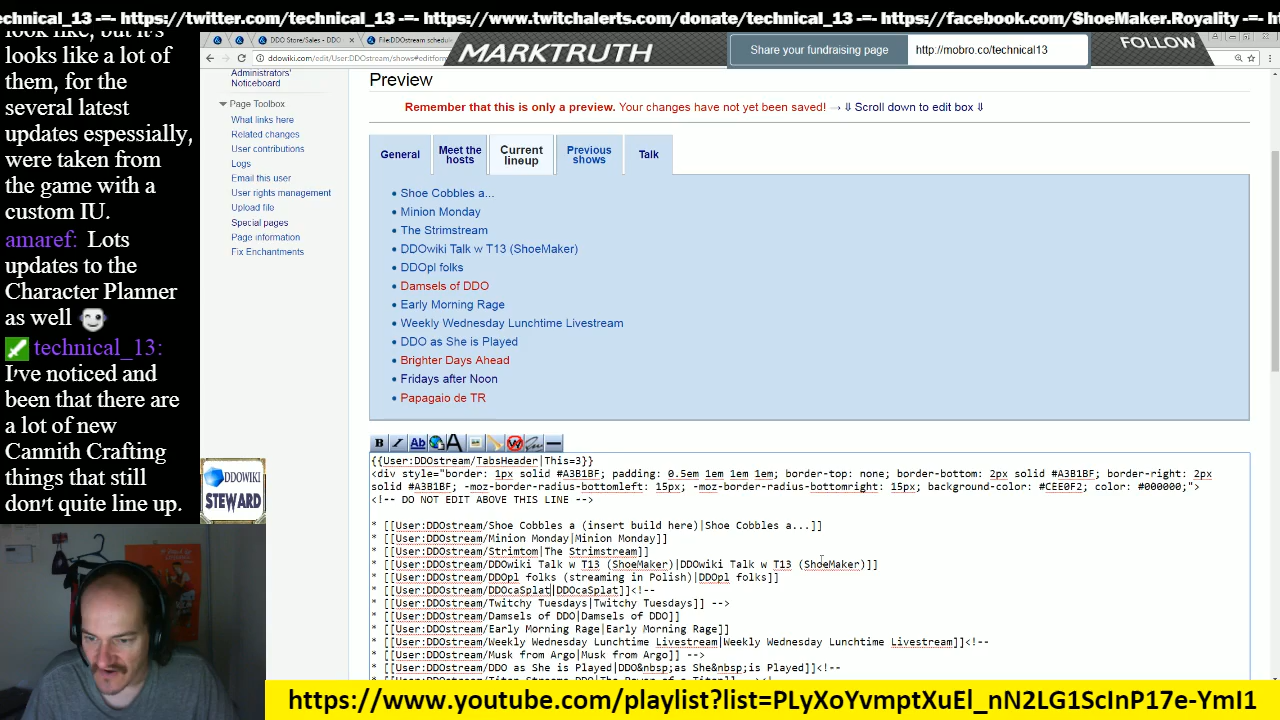 echnical_13 -=- https://twitter.com/technical_13 -=- https://www.twitchalerts.com/donate/technical_13 -=- https://facebook.com/ShoeMaker.Royality -=- h
look like, but it's
looks like a lot of
them, for the
several latest
updates espessially,
were taken from
the game with a
custom IU.
amaref: Lots
updates to the
Character Planner
as well
technical_13:
I've noticed and
been that there are
a lot of new
Cannith Crafting
things that still
don't quite line up.
DDOWIKI
STEWARD
DDO Store/Sales - DDO
File:DDOstream schedu
MARKTRUTH
Share your fundraising page
http://mobro.co/technical13
FOLLOW
ddowiki.com/edit/User:DDOstream/shows#editform
Administrators'
Noticeboard
Page Toolbox
What links here
Related changes
User contributions
Logs
Email this user
User rights management
Upload file
Special pages
Page information
Fix Enchantments
Preview
Remember that this is only a preview. Your changes have not yet been saved! → ⇓ Scroll down to edit box ⇓
General
Meet the hosts
Current lineup
Previous shows
Talk
• Shoe Cobbles a...
• Minion Monday
• The Strimstream
• DDOwiki Talk w T13 (ShoeMaker)
• DDOpl folks
• Damsels of DDO
• Early Morning Rage
• Weekly Wednesday Lunchtime Livestream
• DDO as She is Played
• Brighter Days Ahead
• Fridays after Noon
• Papagaio de TR
{{User:DDOstream/TabsHeader|This=3}}
<div style="border: 1px solid #A3B1BF; padding: 0.5em 1em 1em 1em; border-top: none; border-bottom: 2px solid #A3B1BF; border-right: 2px
solid #A3B1BF; -moz-border-radius-bottomleft: 15px; -moz-border-radius-bottomright: 15px; background-color: #CEE0F2; color: #000000;">
<!-- DO NOT EDIT ABOVE THIS LINE -->
* [[User:DDOstream/Shoe Cobbles a (insert build here)|Shoe Cobbles a...]]
* [[User:DDOstream/Minion Monday|Minion Monday]]
* [[User:DDOstream/Strimtom|The Strimstream]]
* [[User:DDOstream/DDOwiki Talk w T13 (ShoeMaker)|DDOwiki Talk w T13 (ShoeMaker)]]
* [[User:DDOstream/DDOpl folks (streaming in Polish)|DDOpl folks]]
* [[User:DDOstream/DDOcaSplat|DDOcaSplat]]<!--
* [[User:DDOstream/Twitchy Tuesdays|Twitchy Tuesdays]] -->
* [[User:DDOstream/Damsels of DDO|Damsels of DDO]]
* [[User:DDOstream/Early Morning Rage|Early Morning Rage]]
* [[User:DDOstream/Weekly Wednesday Lunchtime Livestream|Weekly Wednesday Lunchtime Livestream]]<!--
* [[User:DDOstream/Musk from Argo|Musk from Argo]] -->
* [[User:DDOstream/DDO as She is Played|DDO&nbsp;as She&nbsp;is Played]]<!--
https://www.youtube.com/playlist?list=PLyXoYvmptXuEl_nN2LG1ScInP17e-YmI1